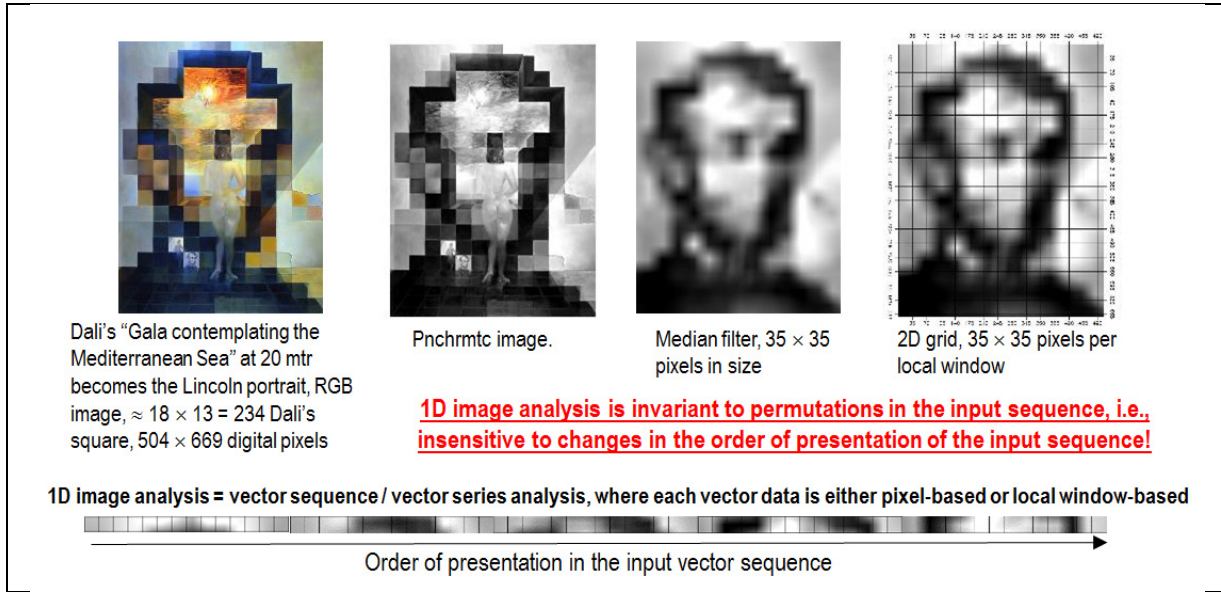 Dali's "Gala contemplating the
Mediterranean Sea" at 20 mtr
becomes the Lincoln portrait, RGB
image, ≈ 18 × 13 = 234 Dali's
square, 504 × 669 digital pixels
Pnchrmtc image.
Median filter, 35 × 35
pixels in size
2D grid, 35 × 35 pixels per
local window
1D image analysis is invariant to permutations in the input sequence, i.e.,
insensitive to changes in the order of presentation of the input sequence!
1D image analysis = vector sequence / vector series analysis, where each vector data is either pixel-based or local window-based
Order of presentation in the input vector sequence